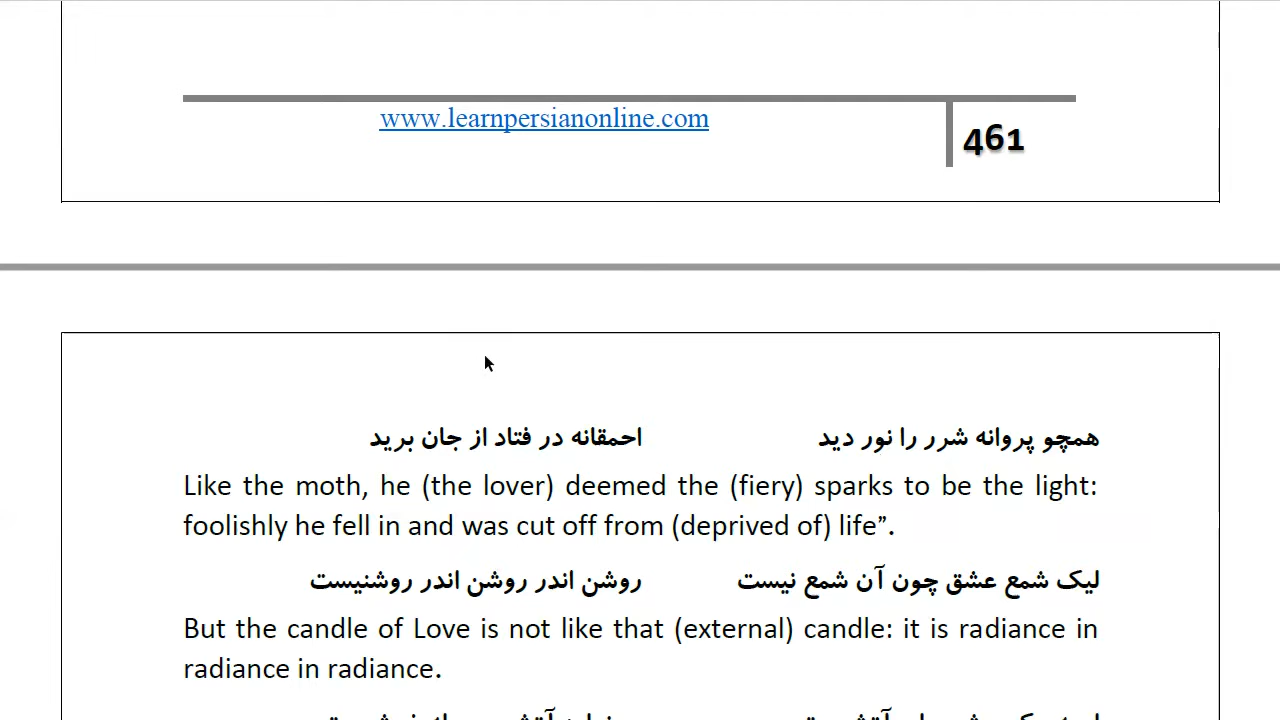 www.learnpersianonline.com
461
همچو پروانه شرر را نور دید احمقانه در فتاد از جان برید
Like the moth, he (the lover) deemed the (fiery) sparks to be the light:
foolishly he fell in and was cut off from (deprived of) life”.
لیک شمع عشق چون آن شمع نیست روشن اندر روشن اندر روشنیست
But the candle of Love is not like that (external) candle: it is radiance in
radiance in radiance.